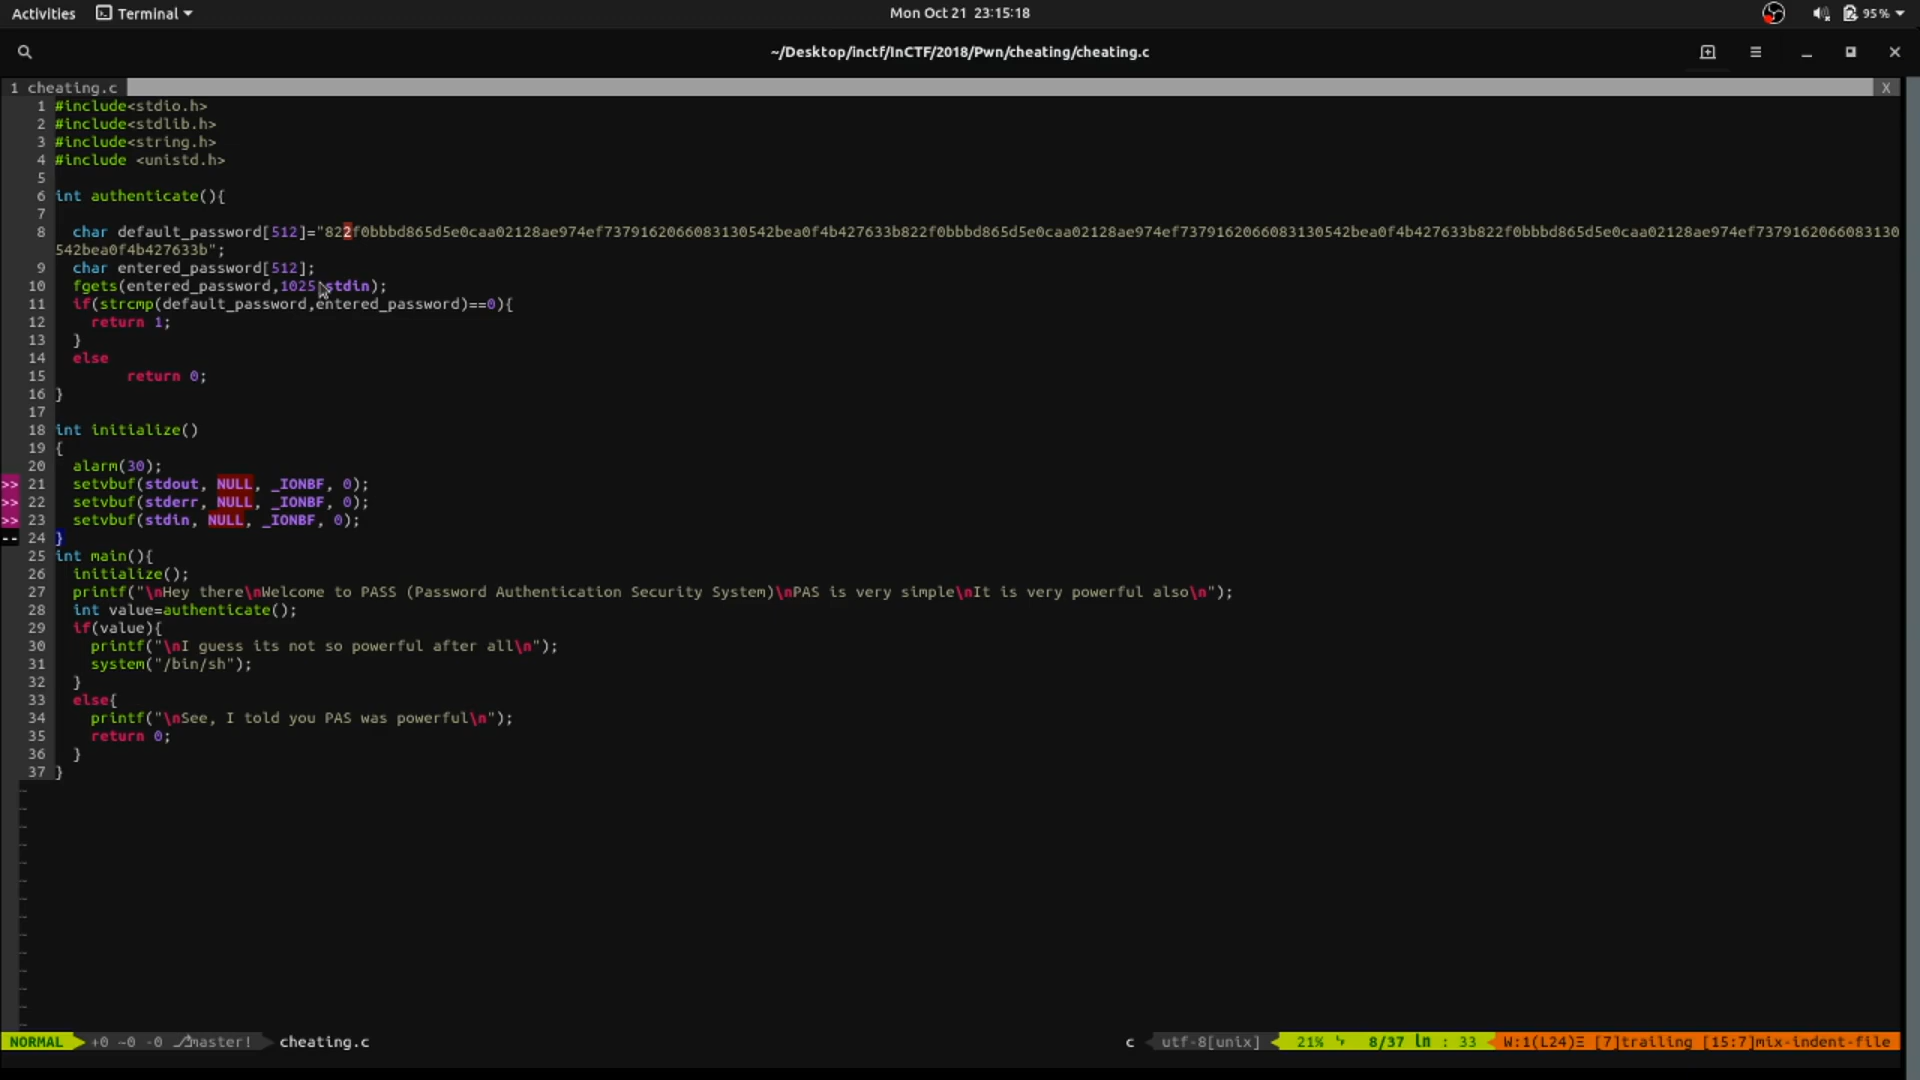 Activities Terminal Mon Oct 21 23:15:18 95%
~/Desktop/inctf/InCTF/2018/Pwn/cheating/cheating.c
1 cheating.c X
1 #include<stdio.h>
2 #include<stdlib.h>
3 #include<string.h>
4 #include <unistd.h>
5
6 int authenticate(){
7
8 char default_password[512]="822f0bbbd865d5e0caa02128ae974ef7379162066083130542bea0f4b427633b822f0bbbd865d5e0caa02128ae974ef7379162066083130542bea0f4b427633b822f0bbbd865d5e0caa02128ae974ef7379162066083130
542bea0f4b427633b";
9 char entered_password[512];
10 fgets(entered_password,1025,stdin);
11 if(strcmp(default_password,entered_password)==0){
12 return 1;
13 }
14 else
15 return 0;
16 }
17
18 int initialize()
19 {
20 alarm(30);
>> 21 setvbuf(stdout, NULL, _IONBF, 0);
>> 22 setvbuf(stderr, NULL, _IONBF, 0);
>> 23 setvbuf(stdin, NULL, _IONBF, 0);
-- 24 }
25 int main(){
26 initialize();
27 printf("\nHey there\nWelcome to PASS (Password Authentication Security System)\nPAS is very simple\nIt is very powerful also\n");
28 int value=authenticate();
29 if(value){
30 printf("\nI guess its not so powerful after all\n");
31 system("/bin/sh");
32 }
33 else{
34 printf("\nSee, I told you PAS was powerful\n");
35 return 0;
36 }
37 }
NORMAL +0 ~0 -0 master! cheating.c c utf-8[unix] 21% 8/37 ln : 33 W:1(L24) [7]trailing [15:7]mix-indent-file